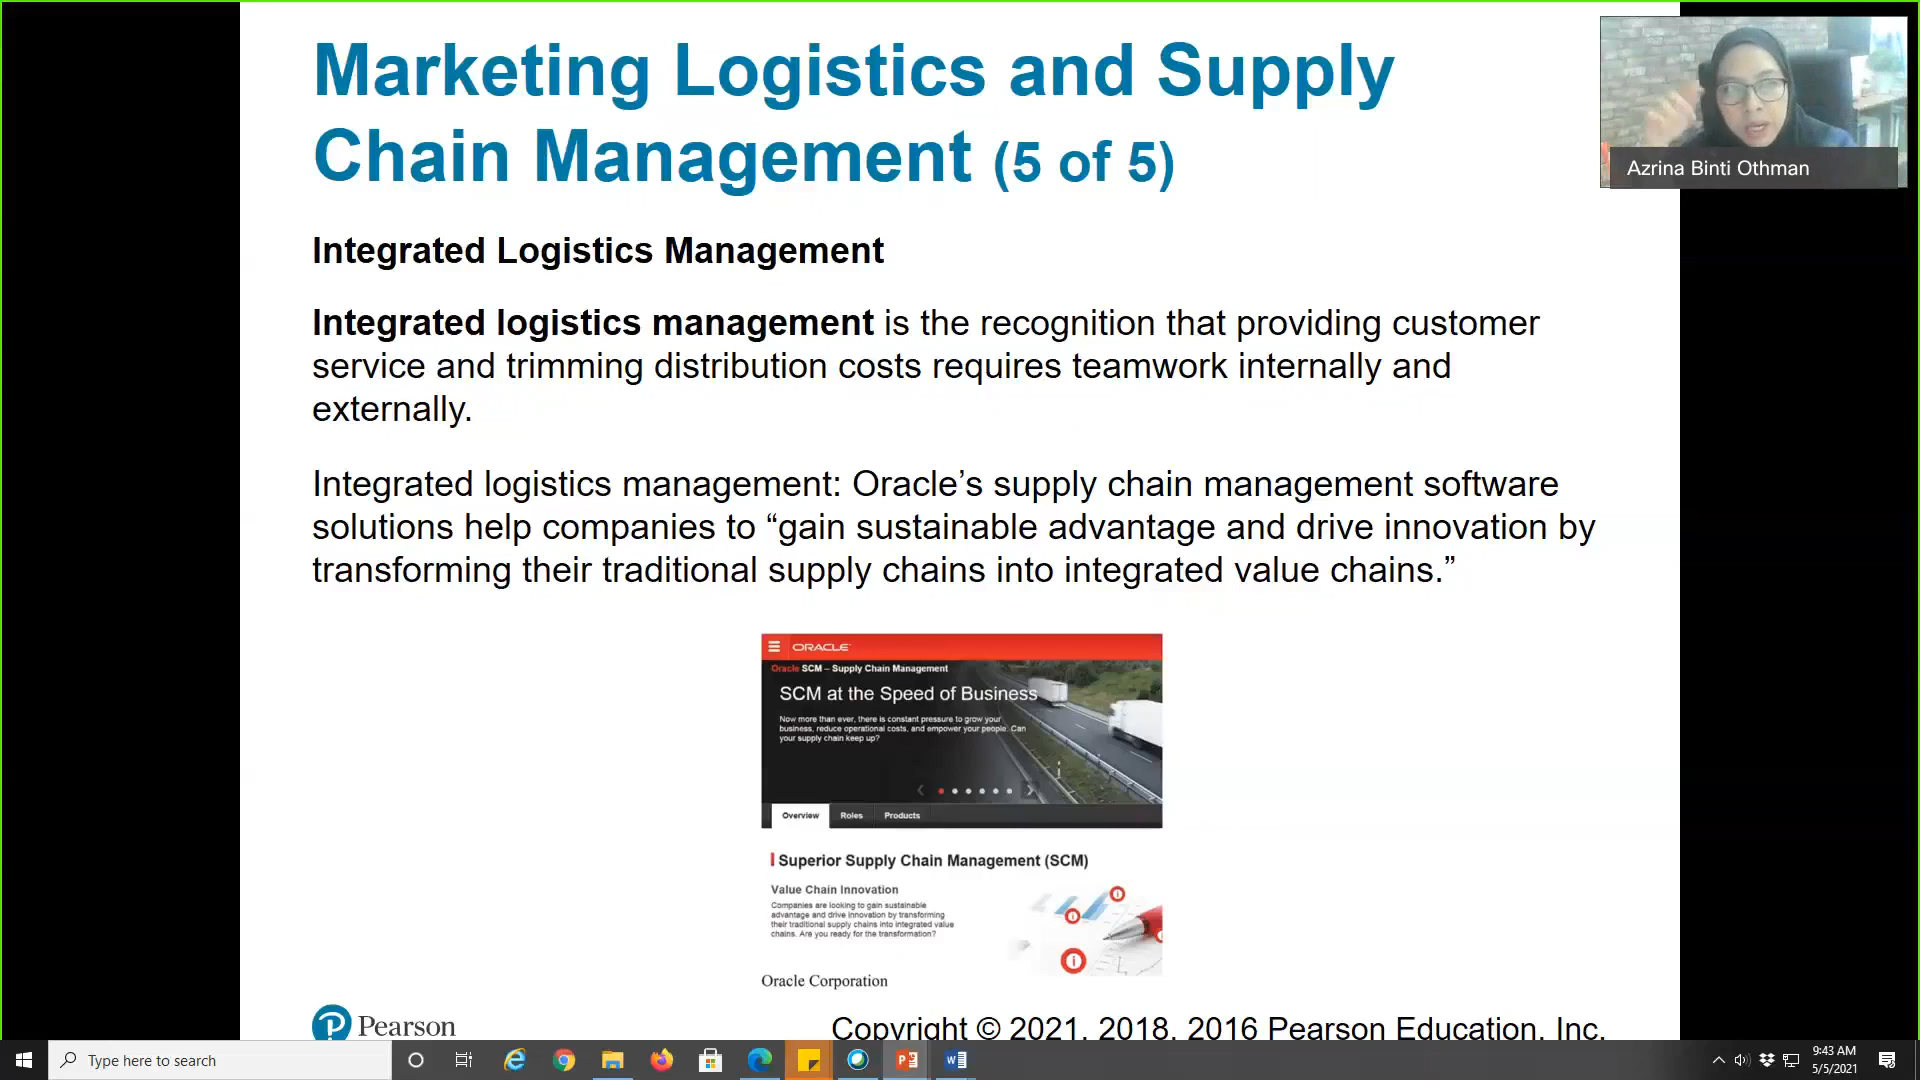 Marketing Logistics and Supply
Chain Management (5 of 5)
Azrina Binti Othman
Integrated Logistics Management
Integrated logistics management is the recognition that providing customer
service and trimming distribution costs requires teamwork internally and
externally.
Integrated logistics management: Oracle’s supply chain management software
solutions help companies to “gain sustainable advantage and drive innovation by
transforming their traditional supply chains into integrated value chains.”
ORACLE
Oracle SCM – Supply Chain Management
SCM at the Speed of Business
Now more than ever, there is constant pressure to grow your
business, reduce operational costs, and empower your people. Can
your supply chain keep up?
Overview Roles Products
Superior Supply Chain Management (SCM)
Value Chain Innovation
Companies are looking to gain sustainable
advantage and drive innovation by transforming
their traditional supply chains into integrated value
chains. Are you ready for the transformation?
Oracle Corporation
Pearson
Copyright © 2021, 2018, 2016 Pearson Education, Inc.
Type here to search
9:43 AM
5/5/2021